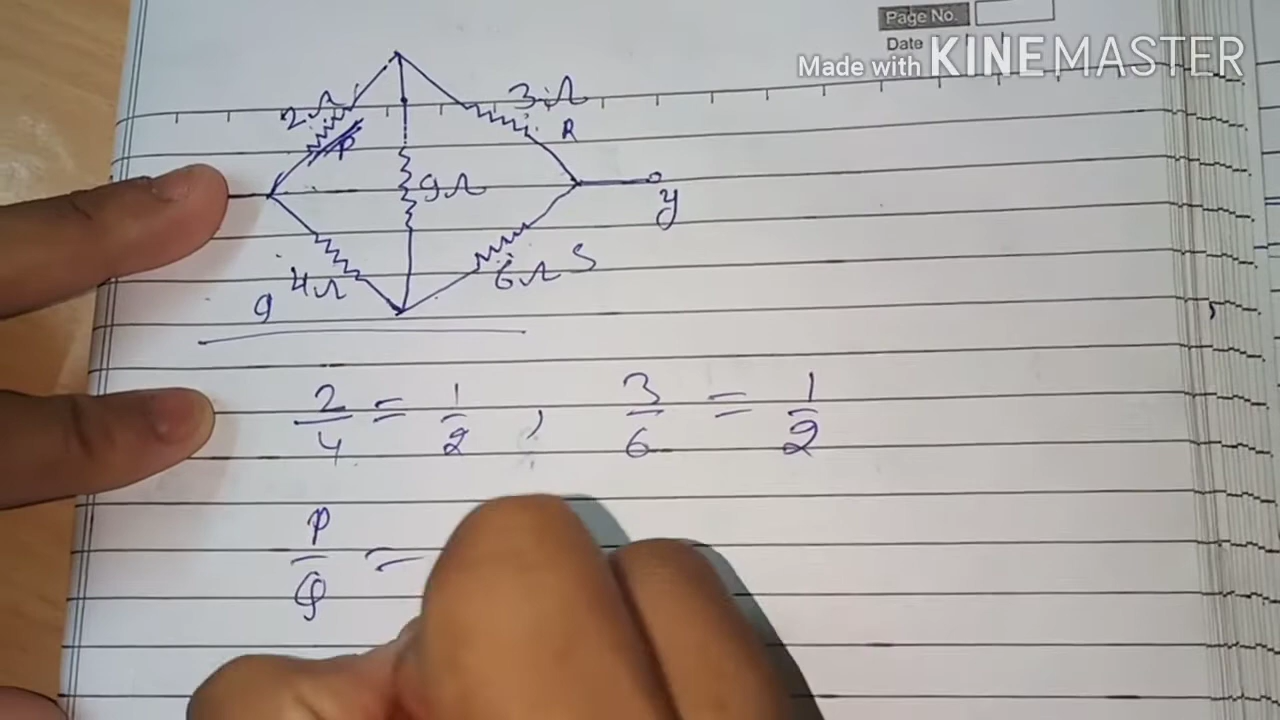 Page No.
Date
Made with KINEMASTER
2Ω 3Ω
P R
9Ω
y
4Ω 6Ω S
q
2/4 = 1/2 , 3/6 = 1/2
P/Q =